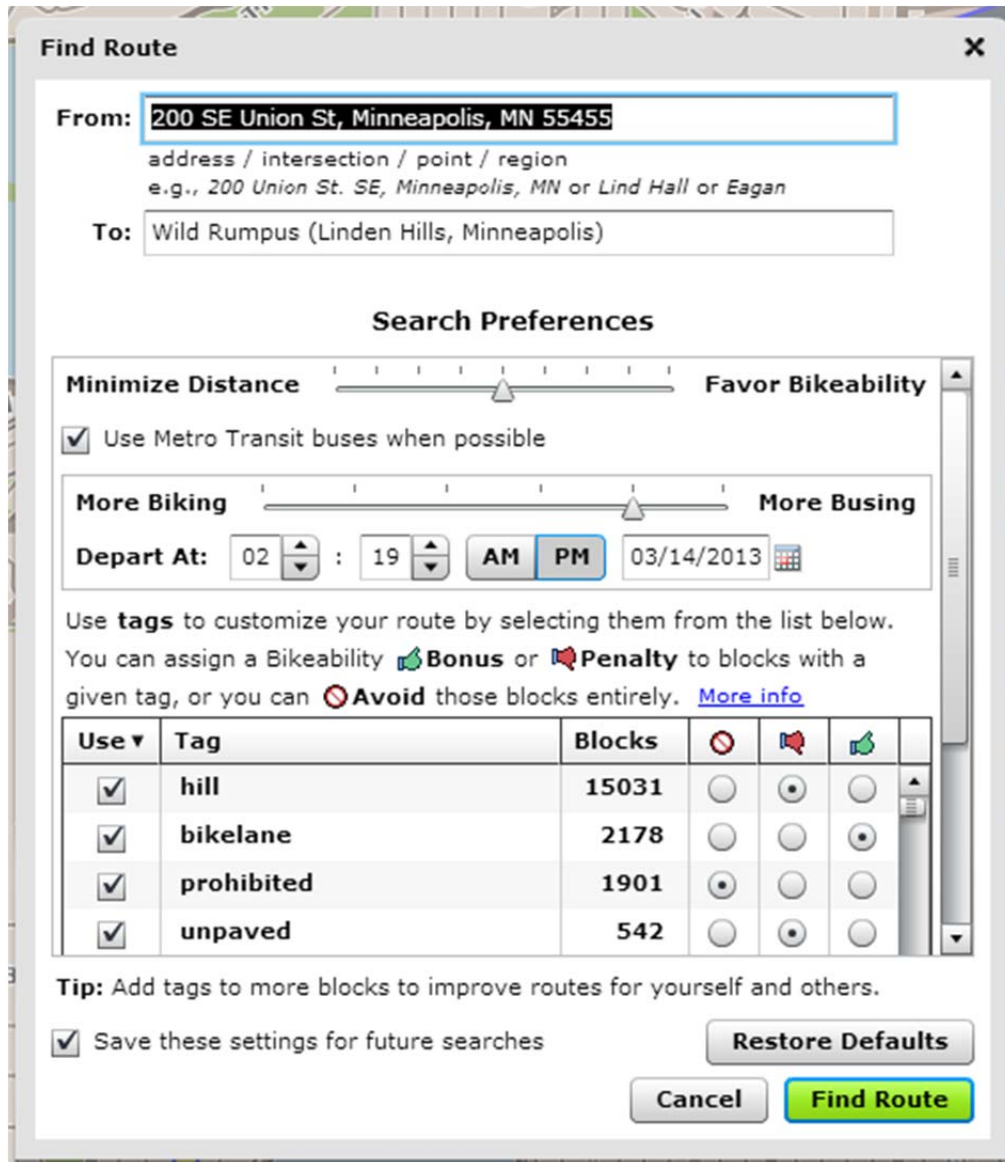 Find Route
From: 200 SE Union St, Minneapolis, MN 55455
address / intersection / point / region
e.g., 200 Union St. SE, Minneapolis, MN or Lind Hall or Eagan
To: Wild Rumpus (Linden Hills, Minneapolis)
Search Preferences
Minimize Distance Favor Bikeability
Use Metro Transit buses when possible
More Biking More Busing
Depart At: 02 : 19 AM PM 03/14/2013
Use tags to customize your route by selecting them from the list below.
You can assign a Bikeability Bonus or Penalty to blocks with a
given tag, or you can Avoid those blocks entirely. More info
Use Tag Blocks
hill 15031
bikelane 2178
prohibited 1901
unpaved 542
Tip: Add tags to more blocks to improve routes for yourself and others.
Save these settings for future searches Restore Defaults
Cancel Find Route